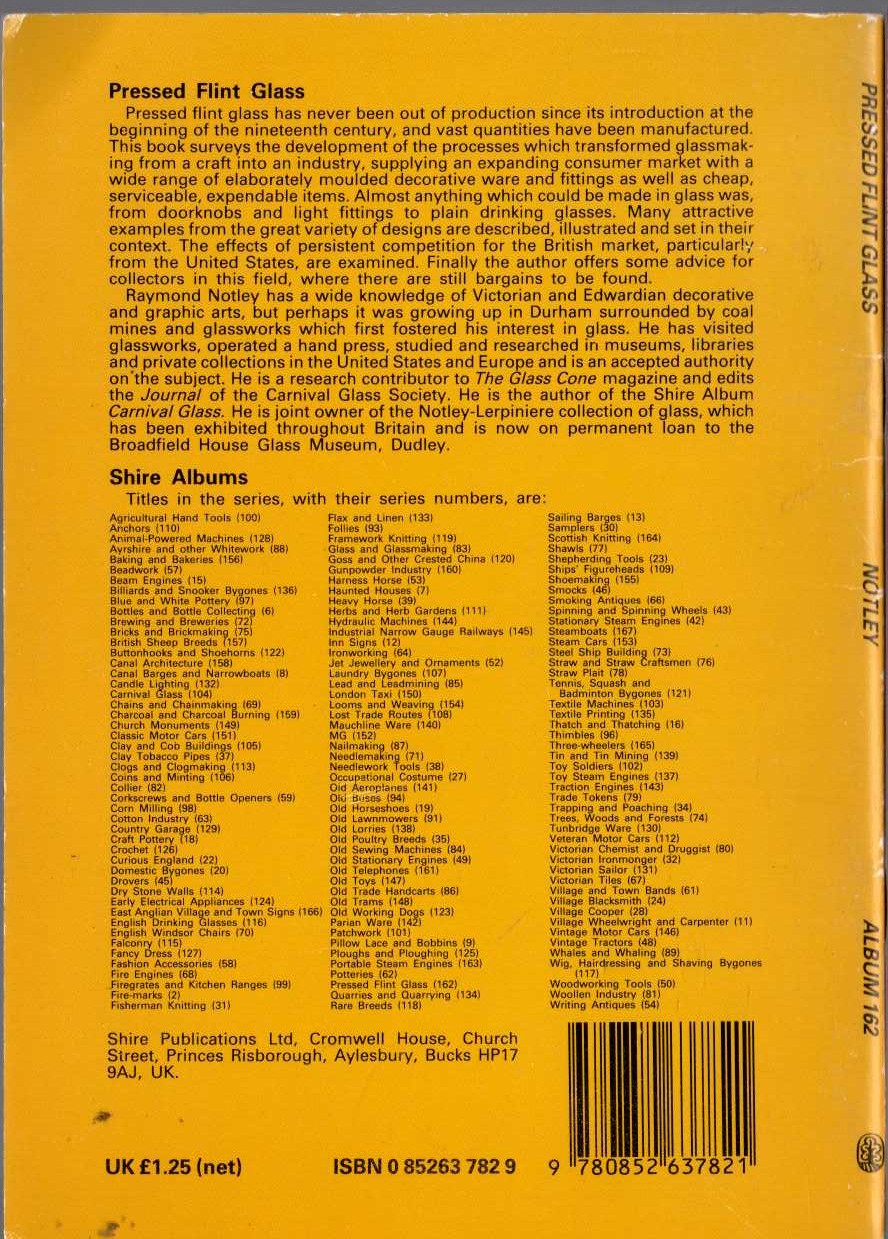 Pressed Flint Glass
Pressed flint glass has never been out of production since its introduction at the
beginning of the nineteenth century, and vast quantities have been manufactured.
This book surveys the development of the processes which transformed glassmak-
ing from a craft into an industry, supplying an expanding consumer market with a
wide range of elaborately moulded decorative ware and fittings as well as cheap,
serviceable, expendable items. Almost anything which could be made in glass was,
from doorknobs and light fittings to plain drinking glasses. Many attractive
examples from the great variety of designs are described, illustrated and set in their
context. The effects of persistent competition for the British market, particularly
from the United States, are examined. Finally the author offers some advice for
collectors in this field, where there are still bargains to be found.
Raymond Notley has a wide knowledge of Victorian and Edwardian decorative
and graphic arts, but perhaps it was growing up in Durham surrounded by coal
mines and glassworks which first fostered his interest in glass. He has visited
glassworks, operated a hand press, studied and researched in museums, libraries
and private collections in the United States and Europe and is an accepted authority
on the subject. He is a research contributor to The Glass Cone magazine and edits
the Journal of the Carnival Glass Society. He is the author of the Shire Album
Carnival Glass. He is joint owner of the Notley-Lerpiniere collection of glass, which
has been exhibited throughout Britain and is now on permanent loan to the
Broadfield House Glass Museum, Dudley.
Shire Albums
Titles in the series, with their series numbers, are:
Agricultural Hand Tools (100)
Anchors (110)
Animal-Powered Machines (128)
Ayrshire and other Whitework (88)
Baking and Bakeries (156)
Beadwork (57)
Beam Engines (15)
Billiards and Snooker Bygones (136)
Blue and White Pottery (97)
Bottles and Bottle Collecting (6)
Brewing and Breweries (72)
Bricks and Brickmaking (75)
British Sheep Breeds (157)
Buttonhooks and Shoehorns (122)
Canal Architecture (158)
Canal Barges and Narrowboats (8)
Candle Lighting (132)
Carnival Glass (104)
Chains and Chainmaking (69)
Charcoal and Charcoal Burning (159)
Church Monuments (149)
Classic Motor Cars (151)
Clay and Cob Buildings (105)
Clay Tobacco Pipes (37)
Clogs and Clogmaking (113)
Coins and Minting (106)
Collier (82)
Corkscrews and Bottle Openers (59)
Corn Milling (98)
Cotton Industry (63)
Country Garage (129)
Craft Pottery (18)
Crochet (126)
Curious England (22)
Domestic Bygones (20)
Drovers (45)
Dry Stone Walls (114)
Early Electrical Appliances (124)
East Anglian Village and Town Signs (166)
English Drinking Glasses (116)
English Windsor Chairs (70)
Falconry (115)
Fancy Dress (127)
Fashion Accessories (58)
Fire Engines (68)
Firegrates and Kitchen Ranges (99)
Fire-marks (2)
Fisherman Knitting (31)
Flax and Linen (133)
Follies (93)
Framework Knitting (119)
Glass and Glassmaking (83)
Goss and Other Crested China (120)
Gunpowder Industry (160)
Harness Horse (53)
Haunted Houses (7)
Heavy Horse (39)
Herbs and Herb Gardens (111)
Hydraulic Machines (144)
Industrial Narrow Gauge Railways (145)
Inn Signs (12)
Ironworking (64)
Jet Jewellery and Ornaments (52)
Laundry Bygones (107)
Lead and Leadmining (85)
London Taxi (150)
Looms and Weaving (154)
Lost Trade Routes (108)
Mauchline Ware (140)
MG (152)
Nailmaking (87)
Needlemaking (71)
Needlework Tools (38)
Occupational Costume (27)
Old Aeroplanes (141)
Old Buses (94)
Old Horseshoes (19)
Old Lawnmowers (91)
Old Lorries (138)
Old Poultry Breeds (35)
Old Sewing Machines (84)
Old Stationary Engines (49)
Old Telephones (161)
Old Toys (147)
Old Trade Handcarts (86)
Old Trams (148)
Old Working Dogs (123)
Parian Ware (142)
Patchwork (101)
Pillow Lace and Bobbins (9)
Ploughs and Ploughing (125)
Portable Steam Engines (163)
Potteries (62)
Pressed Flint Glass (162)
Quarries and Quarrying (134)
Rare Breeds (118)
Sailing Barges (13)
Samplers (30)
Scottish Knitting (164)
Shawls (77)
Shepherding Tools (23)
Ships' Figureheads (109)
Shoemaking (155)
Smocks (46)
Smoking Antiques (66)
Spinning and Spinning Wheels (43)
Stationary Steam Engines (42)
Steamboats (167)
Steam Cars (153)
Steel Ship Building (73)
Straw and Straw Craftsmen (76)
Straw Plait (78)
Tennis, Squash and
Badminton Bygones (121)
Textile Machines (103)
Textile Printing (135)
Thatch and Thatching (16)
Thimbles (96)
Three-wheelers (165)
Tin and Tin Mining (139)
Toy Soldiers (102)
Toy Steam Engines (137)
Traction Engines (143)
Trade Tokens (79)
Trapping and Poaching (34)
Trees, Woods and Forests (74)
Tunbridge Ware (130)
Veteran Motor Cars (112)
Victorian Chemist and Druggist (80)
Victorian Ironmonger (32)
Victorian Sailor (131)
Victorian Tiles (67)
Village and Town Bands (61)
Village Blacksmith (24)
Village Cooper (28)
Village Wheelwright and Carpenter (11)
Vintage Motor Cars (146)
Vintage Tractors (48)
Whales and Whaling (89)
Wig, Hairdressing and Shaving Bygones
(117)
Woodworking Tools (50)
Woollen Industry (81)
Writing Antiques (54)
Shire Publications Ltd, Cromwell House, Church
Street, Princes Risborough, Aylesbury, Bucks HP17
9AJ, UK.
UK £1.25 (net)
ISBN 0 85263 782 9
9 780852 637821
PRESSED FLINT GLASS
NOTLEY
ALBUM 162